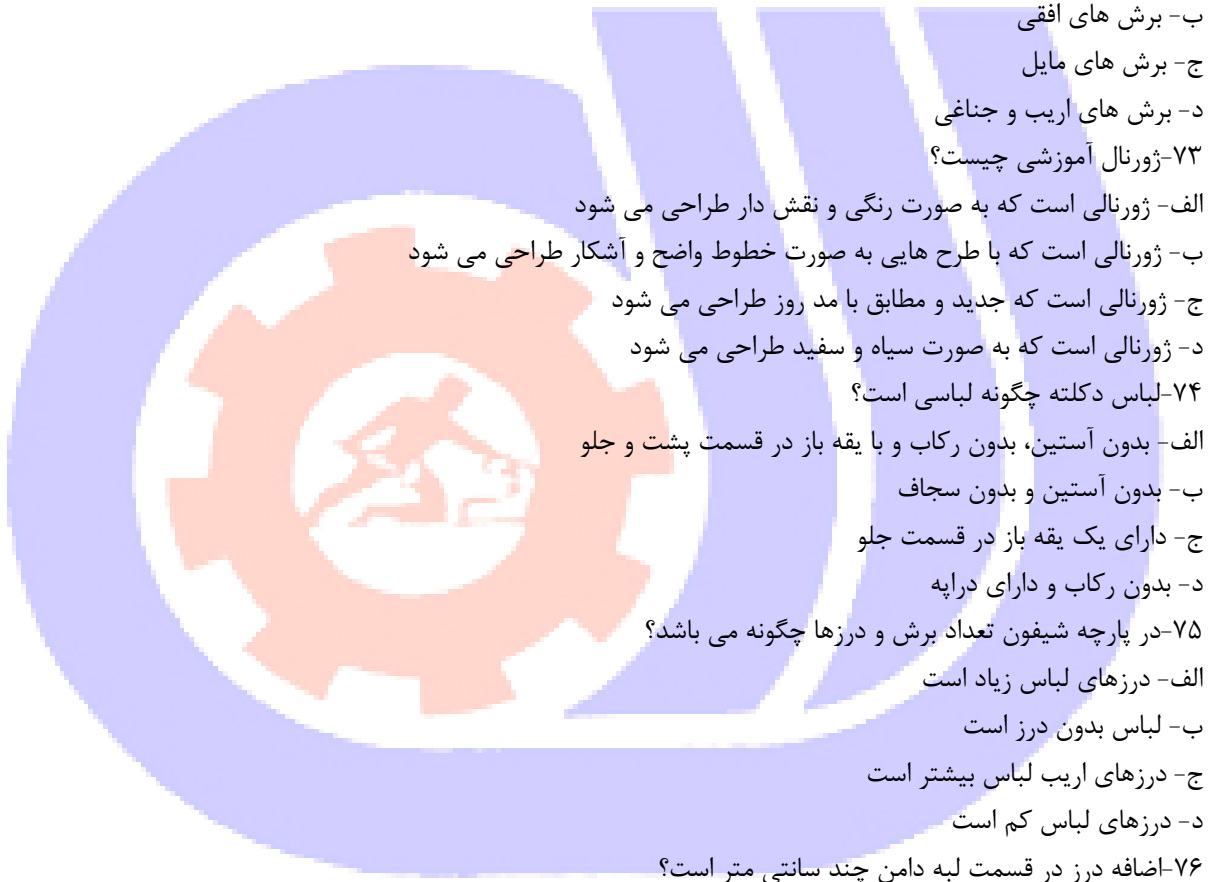 ب- برش های افقی
ج- برش های مایل
د- برش های اریب و جناغی
۷۳-ژورنال آموزشی چیست؟
الف- ژورنالی است که به صورت رنگی و نقش دار طراحی می شود
ب- ژورنالی است که با طرح هایی به صورت خطوط واضح و آشکار طراحی می شود
ج- ژورنالی است که جدید و مطابق با مد روز طراحی می شود
د- ژورنالی است که به صورت سیاه و سفید طراحی می شود
۷۴-لباس دکلته چگونه لباسی است؟
الف- بدون آستین، بدون رکاب و با یقه باز در قسمت پشت و جلو
ب- بدون آستین و بدون سجاف
ج- دارای یک یقه باز در قسمت جلو
د- بدون رکاب و دارای دراپه
۷۵-در پارچه شیفون تعداد برش و درزها چگونه می باشد؟
الف- درزهای لباس زیاد است
ب- لباس بدون درز است
ج- درزهای اریب لباس بیشتر است
د- درزهای لباس کم است
۷۶-اضافه درز در قسمت لبه دامن چند سانتی متر است؟